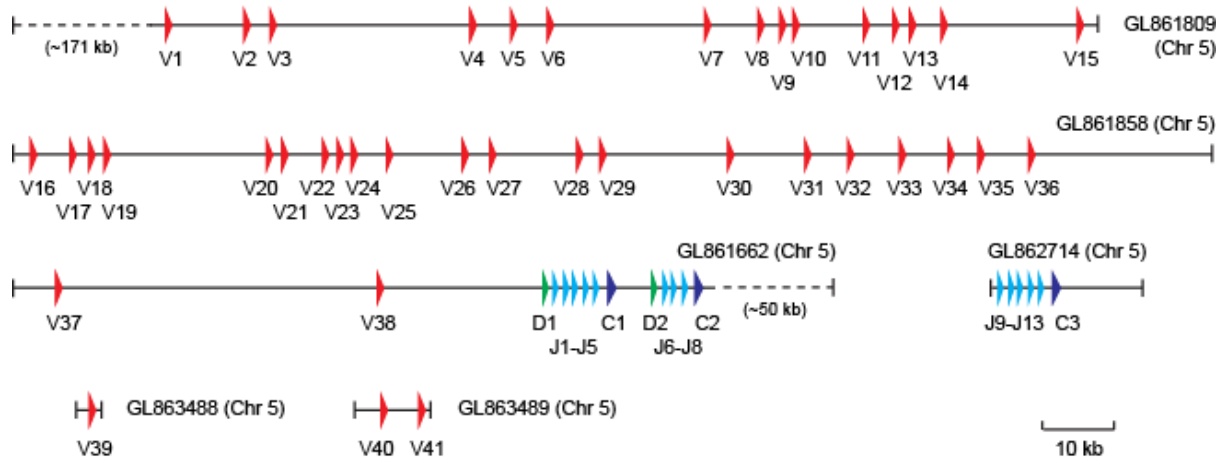 GL861809
(Chr 5)
(~171 kb)
V1 V2 V3 V4 V5 V6 V7 V8 V10 V11 V13 V15
V9 V12 V14
GL861858 (Chr 5)
V16 V18 V20 V22 V24 V26 V27 V28 V29 V30 V31 V32 V33 V34 V35 V36
V17 V19 V21 V23 V25
GL861662 (Chr 5) GL862714 (Chr 5)
(~50 kb)
V37 V38 D1 C1 D2 C2 J9-J13 C3
J1-J5 J6-J8
GL863488 (Chr 5) GL863489 (Chr 5)
V39 V40 V41 10 kb